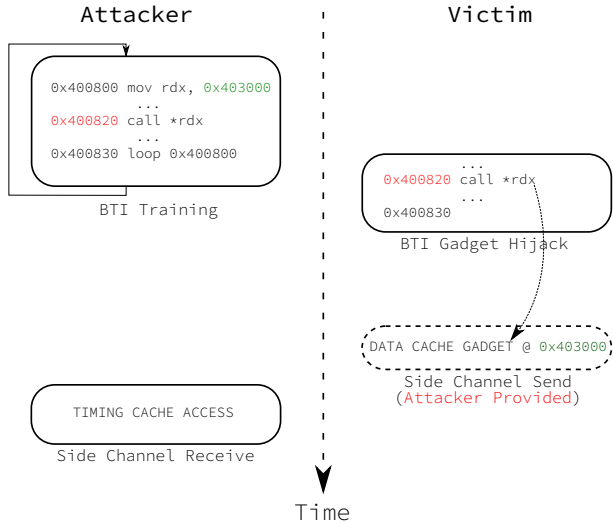 Attacker
Victim
0x400800 mov rdx, 0x403000
...
0x400820 call *rdx
...
0x400830 loop 0x400800
BTI Training
...
0x400820 call *rdx
...
0x400830
BTI Gadget Hijack
DATA CACHE GADGET @ 0x403000
Side Channel Send
(Attacker Provided)
TIMING CACHE ACCESS
Side Channel Receive
Time